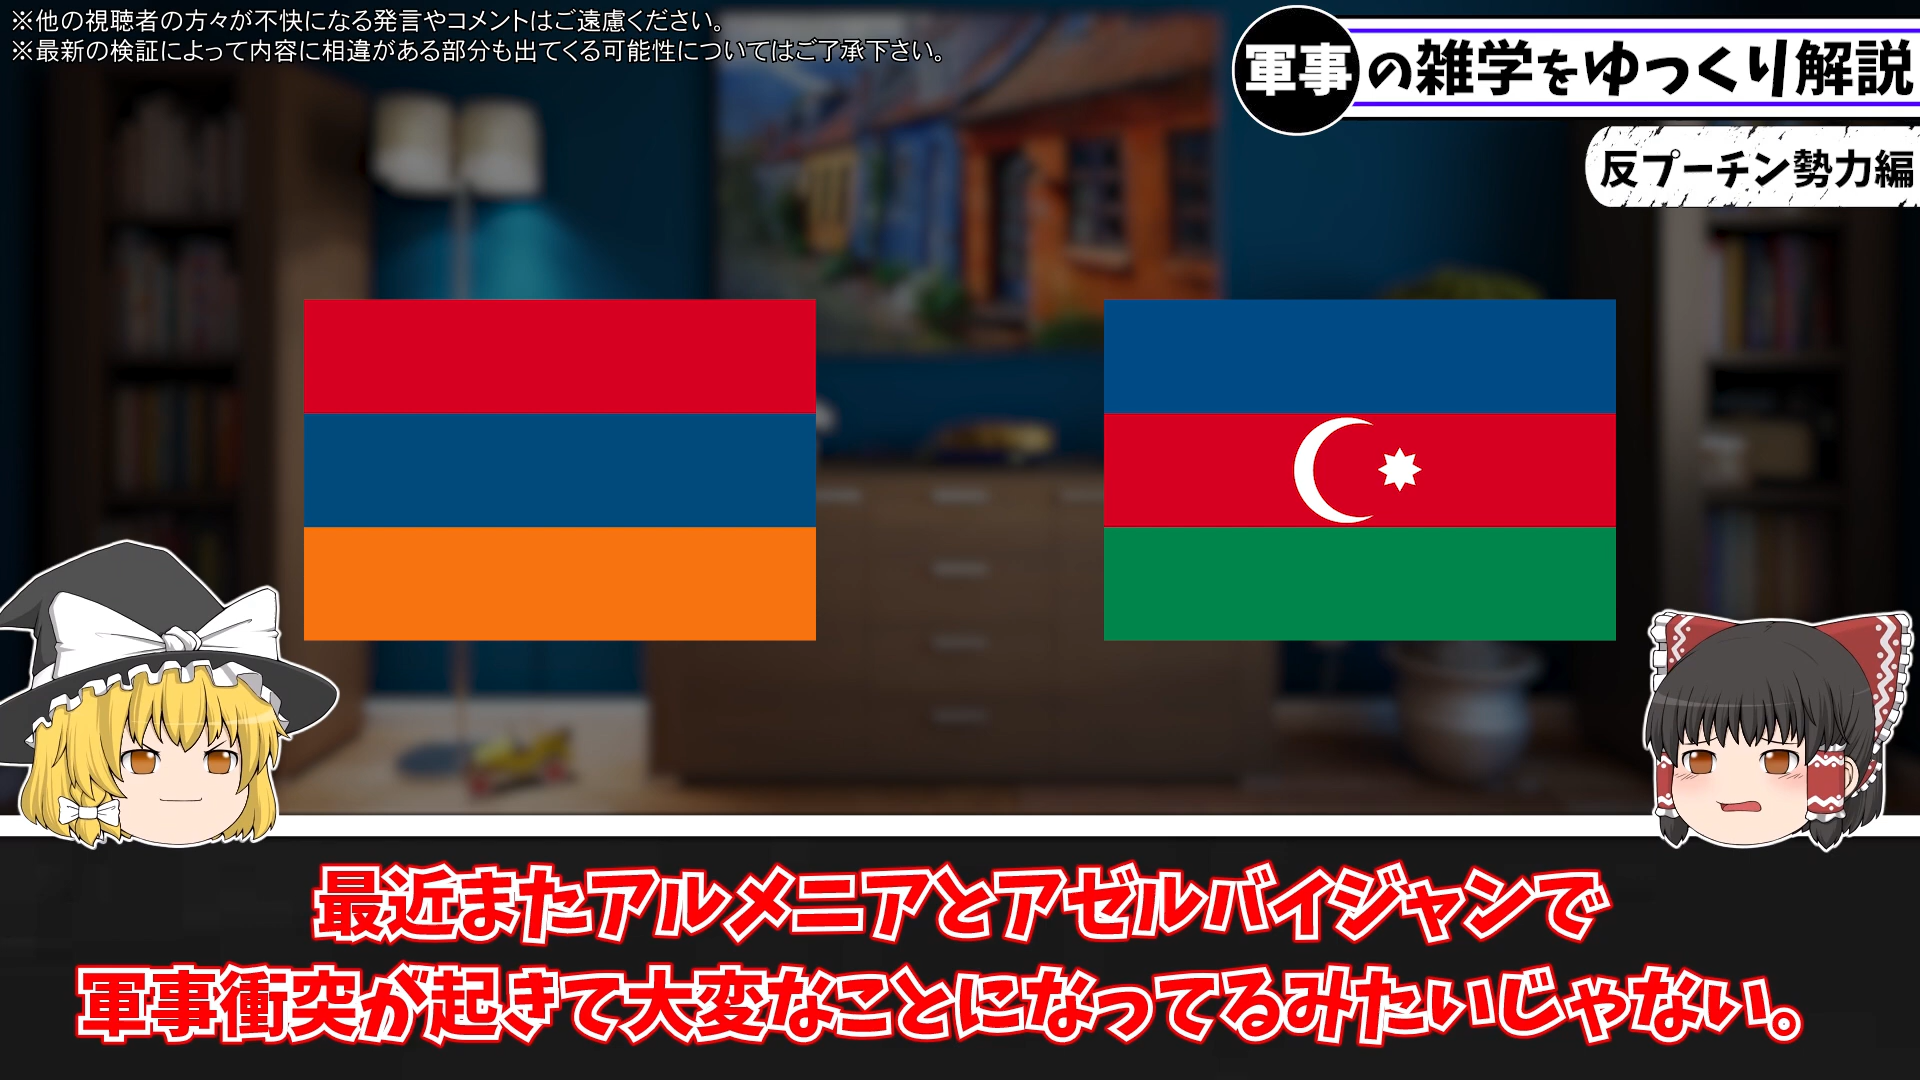 ※他の視聴者の方々が不快になる発言やコメントはご遠慮ください。
※最新の検証によって内容に相違がある部分も出てくる可能性についてはご了承下さい。
軍事の雑学をゆっくり解説
反プーチン勢力編
最近またアルメニアとアゼルバイジャンで
軍事衝突が起きて大変なことになってるみたいじゃない。